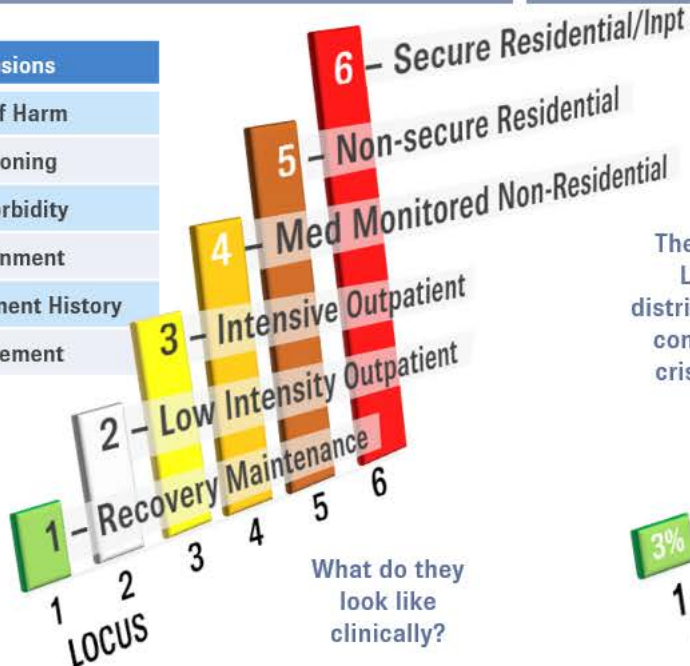 sions
f Harm
oning
rbidity
nment
ment History
ement
6 – Secure Residential/Inpt
5 – Non-secure Residential
4 – Med Monitored Non-Residential
3 – Intensive Outpatient
2 – Low Intensity Outpatient
1 – Recovery Maintenance
1 2 3 4 5 6
LOCUS
What do they
look like
clinically?
The
L
distri
con
cris
3%
1